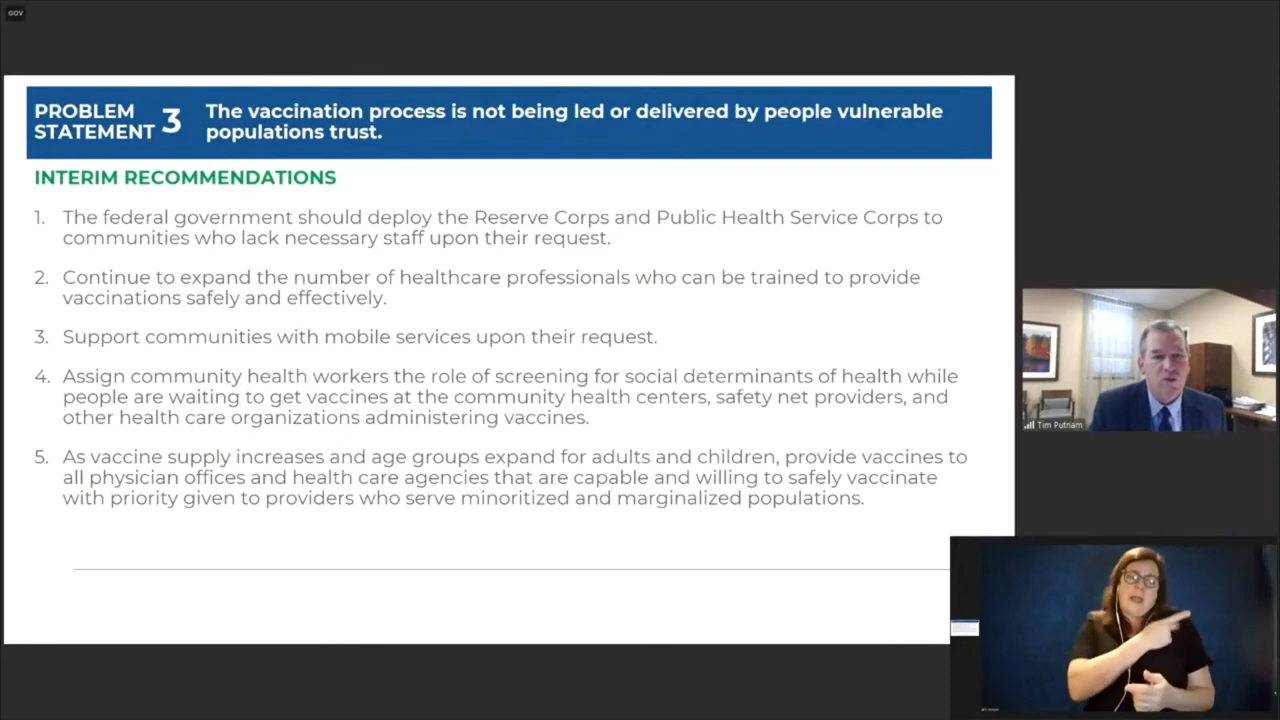 GOV
PROBLEM
STATEMENT 3
The vaccination process is not being led or delivered by people vulnerable
populations trust.
INTERIM RECOMMENDATIONS
1. The federal government should deploy the Reserve Corps and Public Health Service Corps to
communities who lack necessary staff upon their request.
2. Continue to expand the number of healthcare professionals who can be trained to provide
vaccinations safely and effectively.
3. Support communities with mobile services upon their request.
4. Assign community health workers the role of screening for social determinants of health while
people are waiting to get vaccines at the community health centers, safety net providers, and
other health care organizations administering vaccines.
5. As vaccine supply increases and age groups expand for adults and children, provide vaccines to
all physician offices and health care agencies that are capable and willing to safely vaccinate
with priority given to providers who serve minoritized and marginalized populations.
Tim Putnam